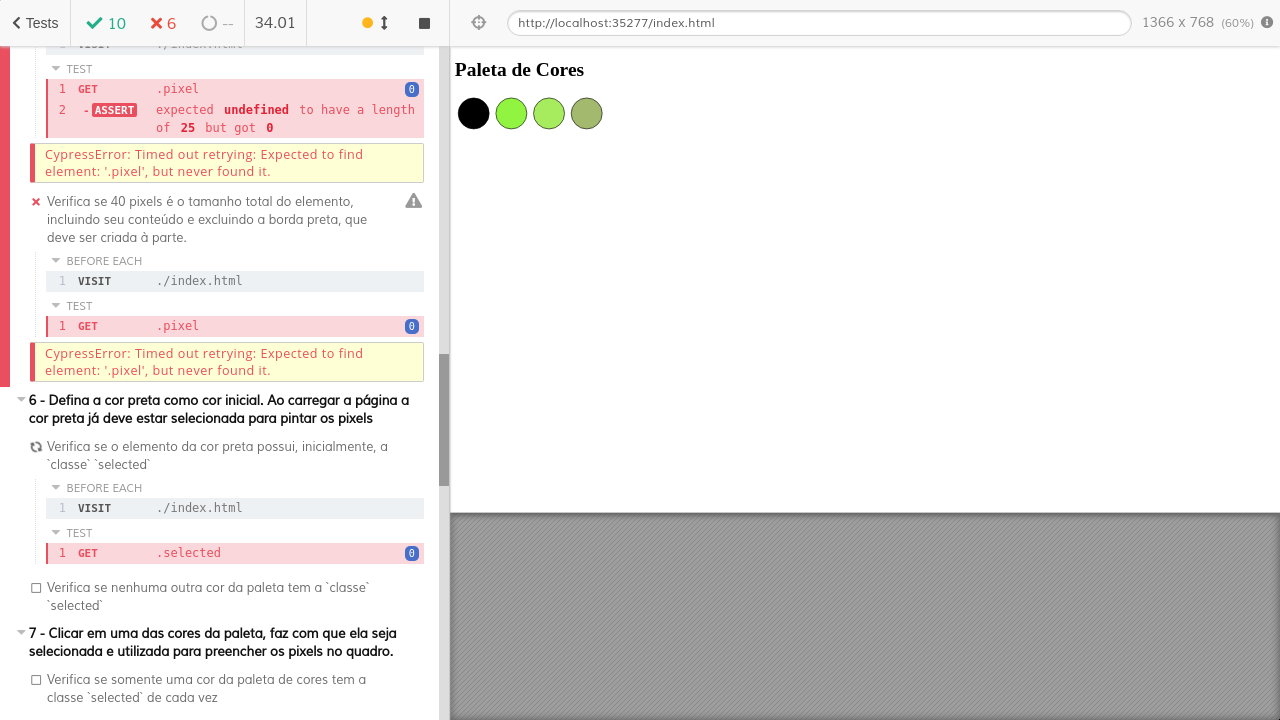 Tests
10
6
--
34.01
http://localhost:35277/index.html
1366 x 768 (60%)
TEST
1 GET .pixel 0
2 - ASSERT expected undefined to have a length
of 25 but got 0
CypressError: Timed out retrying: Expected to find
element: '.pixel', but never found it.
Verifica se 40 pixels é o tamanho total do elemento,
incluindo seu conteúdo e excluindo a borda preta, que
deve ser criada à parte.
BEFORE EACH
1 VISIT ./index.html
TEST
1 GET .pixel 0
CypressError: Timed out retrying: Expected to find
element: '.pixel', but never found it.
6 - Defina a cor preta como cor inicial. Ao carregar a página a
cor preta já deve estar selecionada para pintar os pixels
Verifica se o elemento da cor preta possui, inicialmente, a
`classe` `selected`
BEFORE EACH
1 VISIT ./index.html
TEST
1 GET .selected 0
Verifica se nenhuma outra cor da paleta tem a `classe`
`selected`
7 - Clicar em uma das cores da paleta, faz com que ela seja
selecionada e utilizada para preencher os pixels no quadro.
Verifica se somente uma cor da paleta de cores tem a
classe `selected` de cada vez
Paleta de Cores